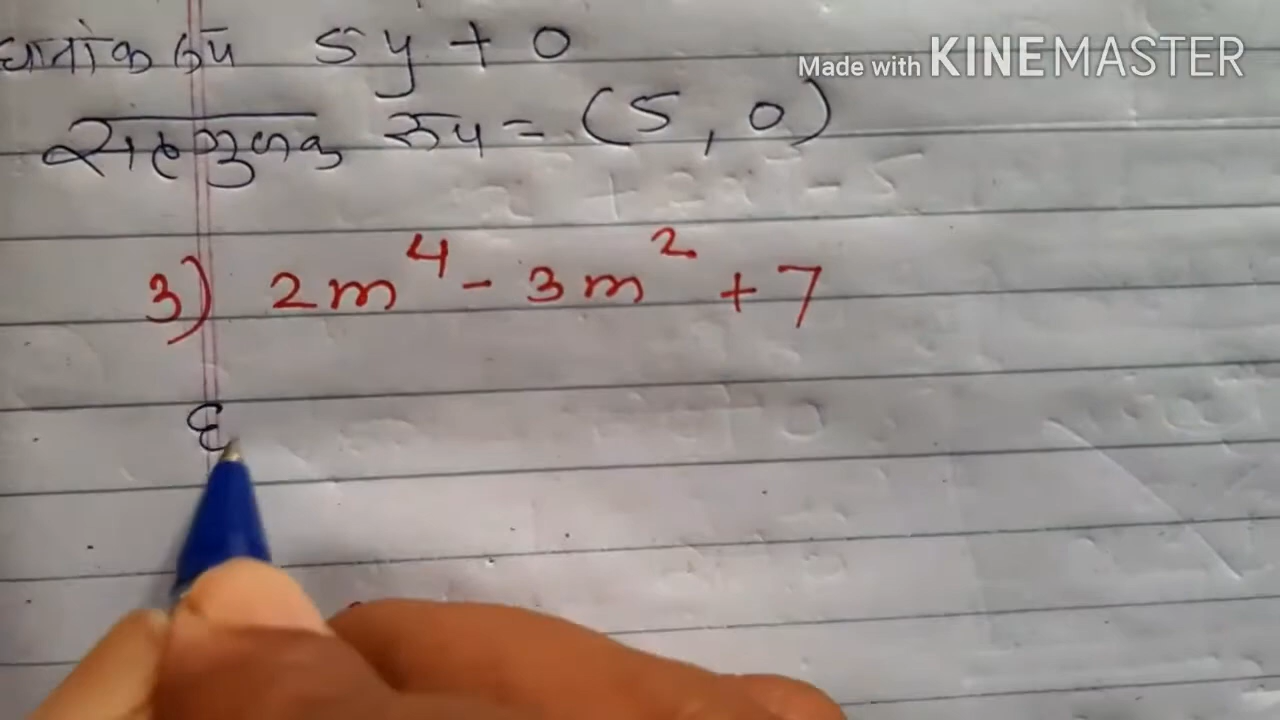 घातांक रूप 5y + 0
Made with KINEMASTER
सहगुणक रूप = (5, 0)
3) 2m⁴ - 3m² + 7
ε